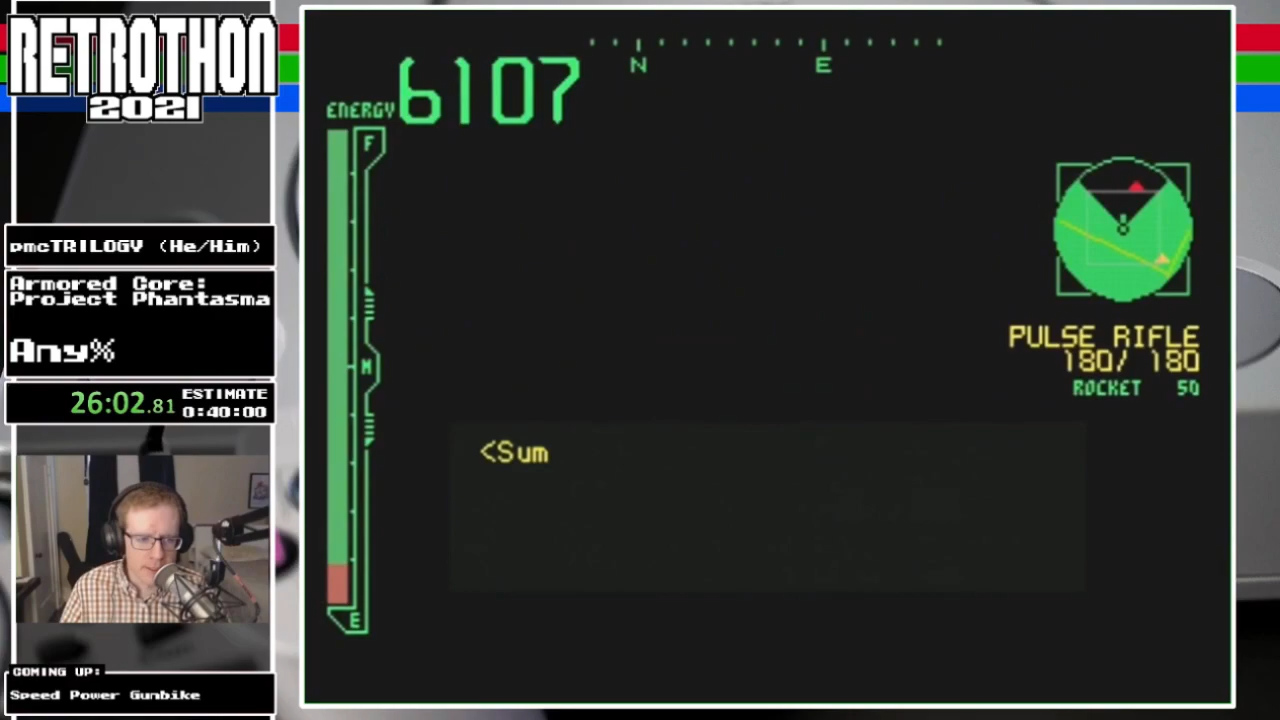 RETROTHON
2021
pmcTRILOGY (He/Him)
Armored Core:
Project Phantasma
Any%
26:02.81
ESTIMATE
0:40:00
COMING UP:
Speed Power Gunbike
6107
ENERGY
N
E
F
M
E
8
PULSE RIFLE
180/ 180
ROCKET 50
<Sum